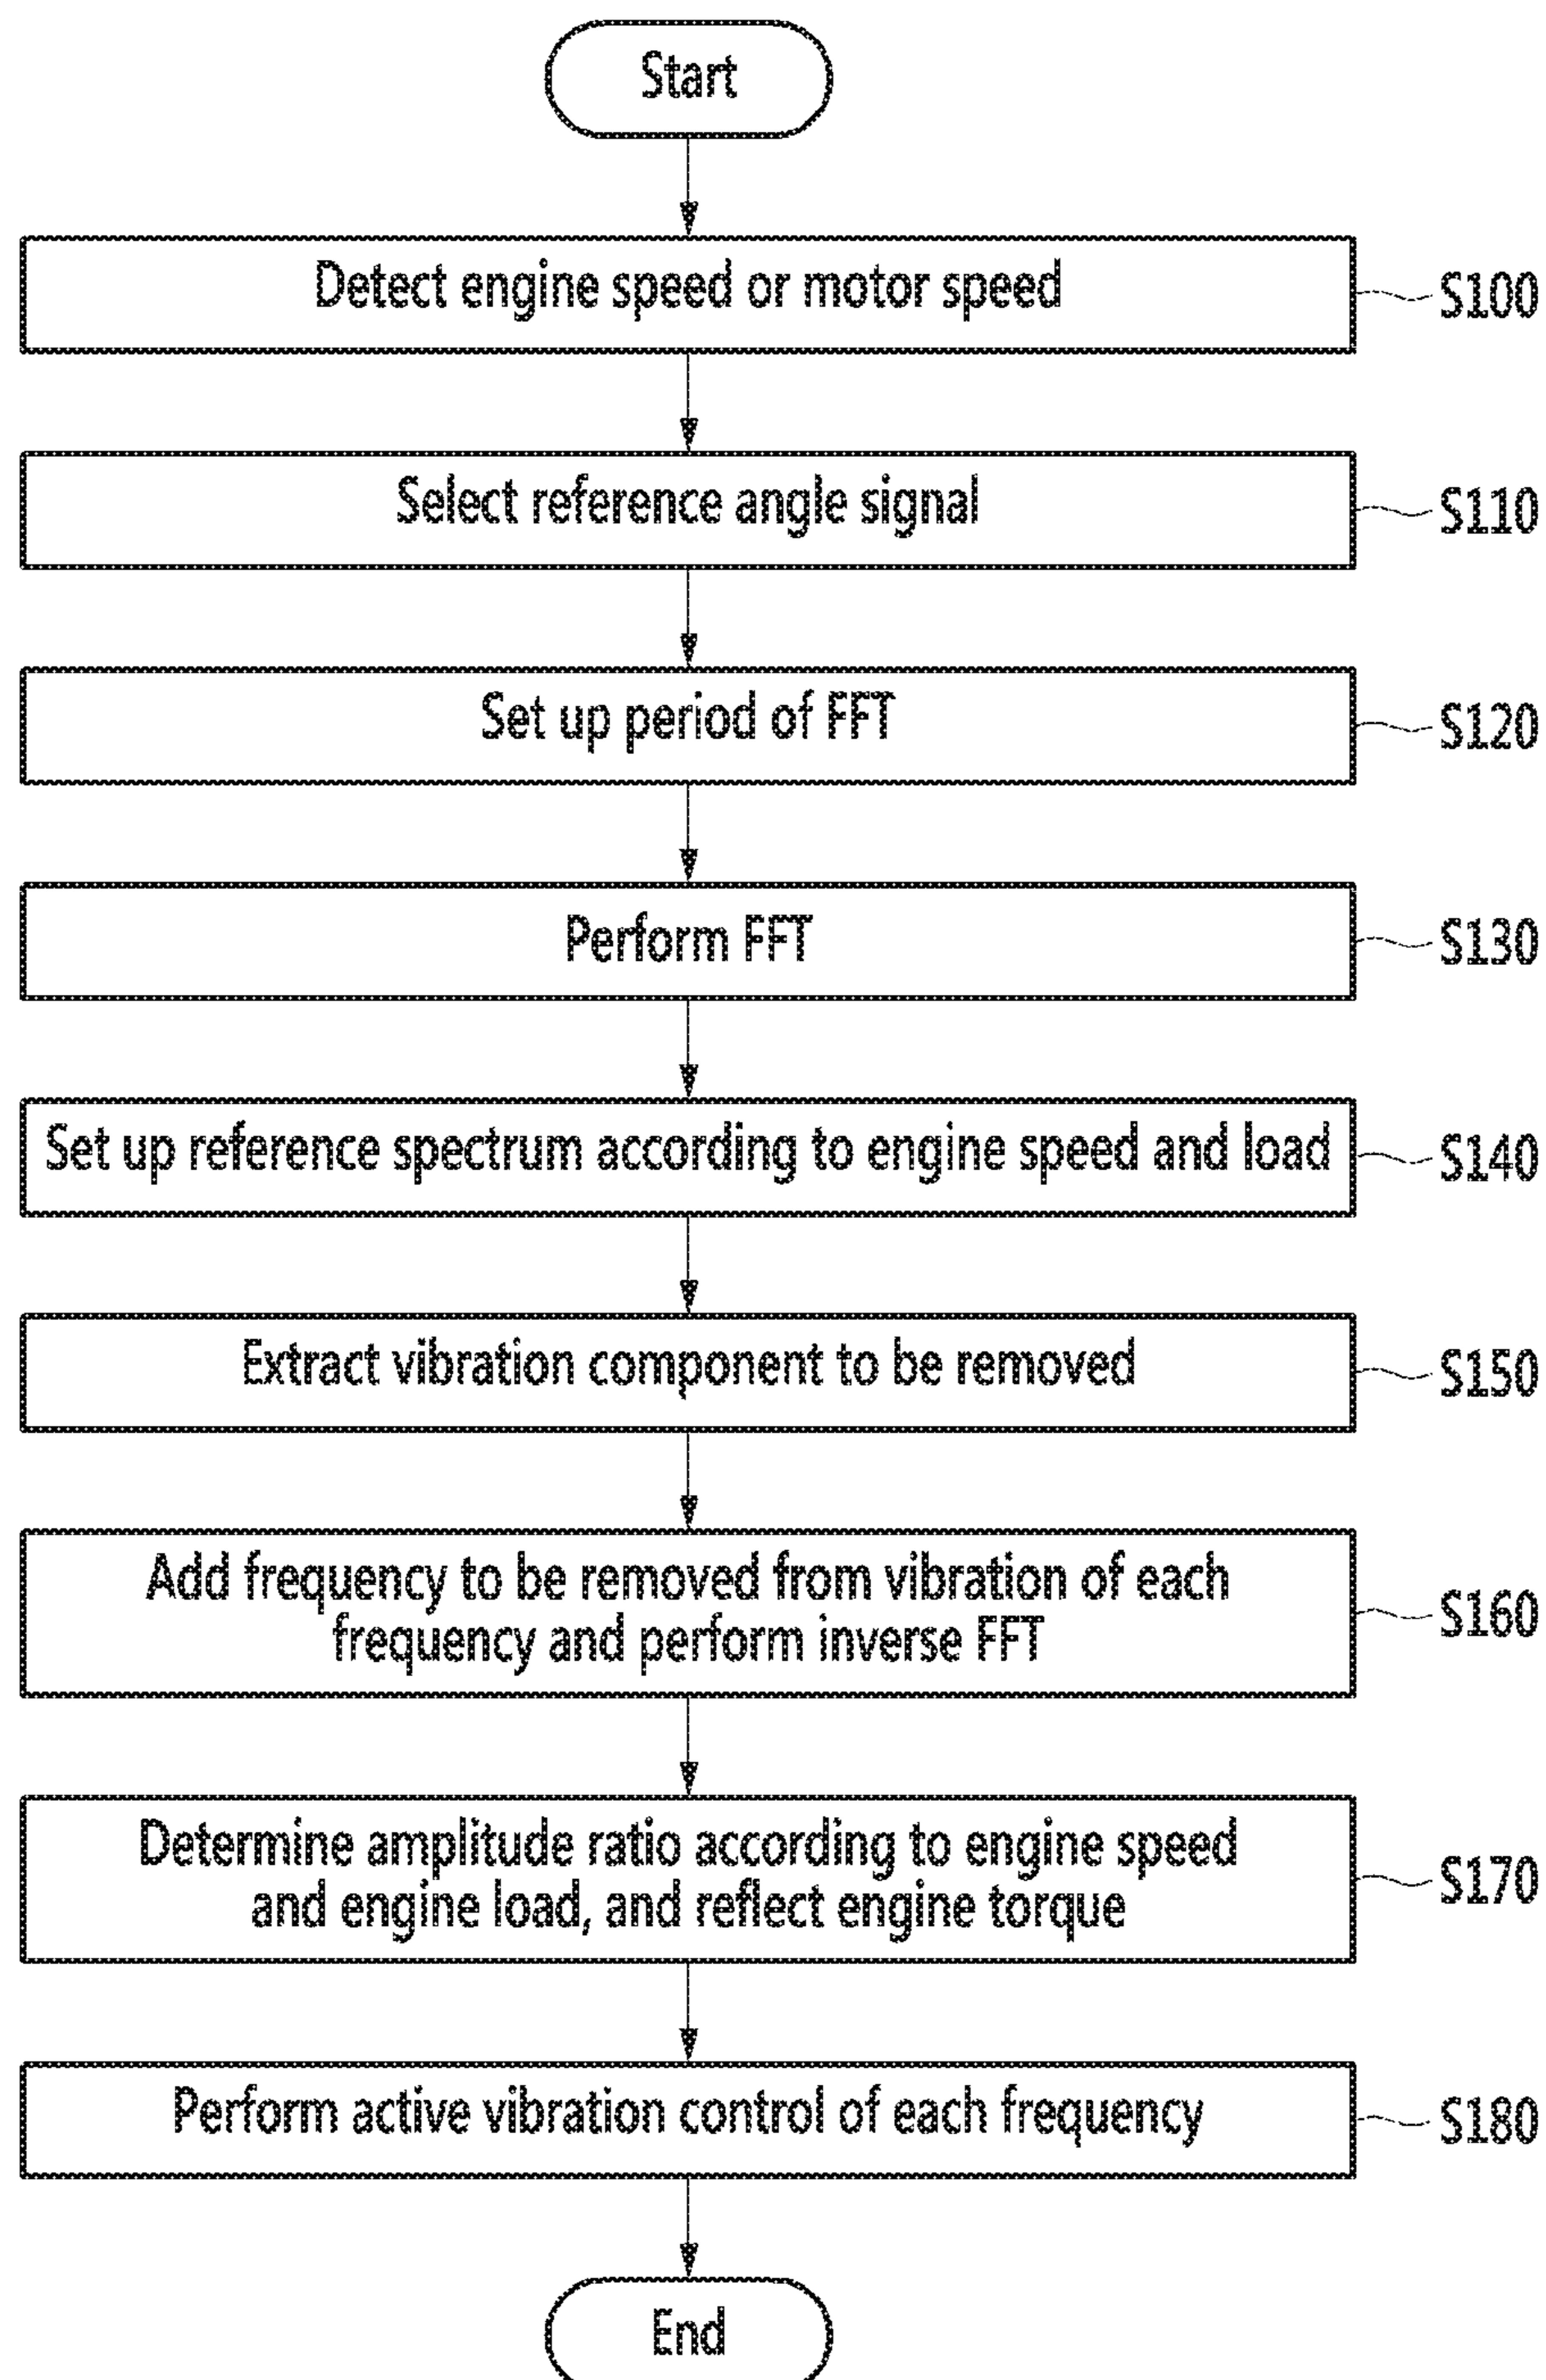 Start
Detect engine speed or motor speed
S100
Select reference angle signal
S110
Set up period of FFT
S120
Perform FFT
S130
Set up reference spectrum according to engine speed and load
S140
Extract vibration component to be removed
S150
Add frequency to be removed from vibration of each
frequency and perform inverse FFT
S160
Determine amplitude ratio according to engine speed
and engine load, and reflect engine torque
S170
Perform active vibration control of each frequency
S180
End